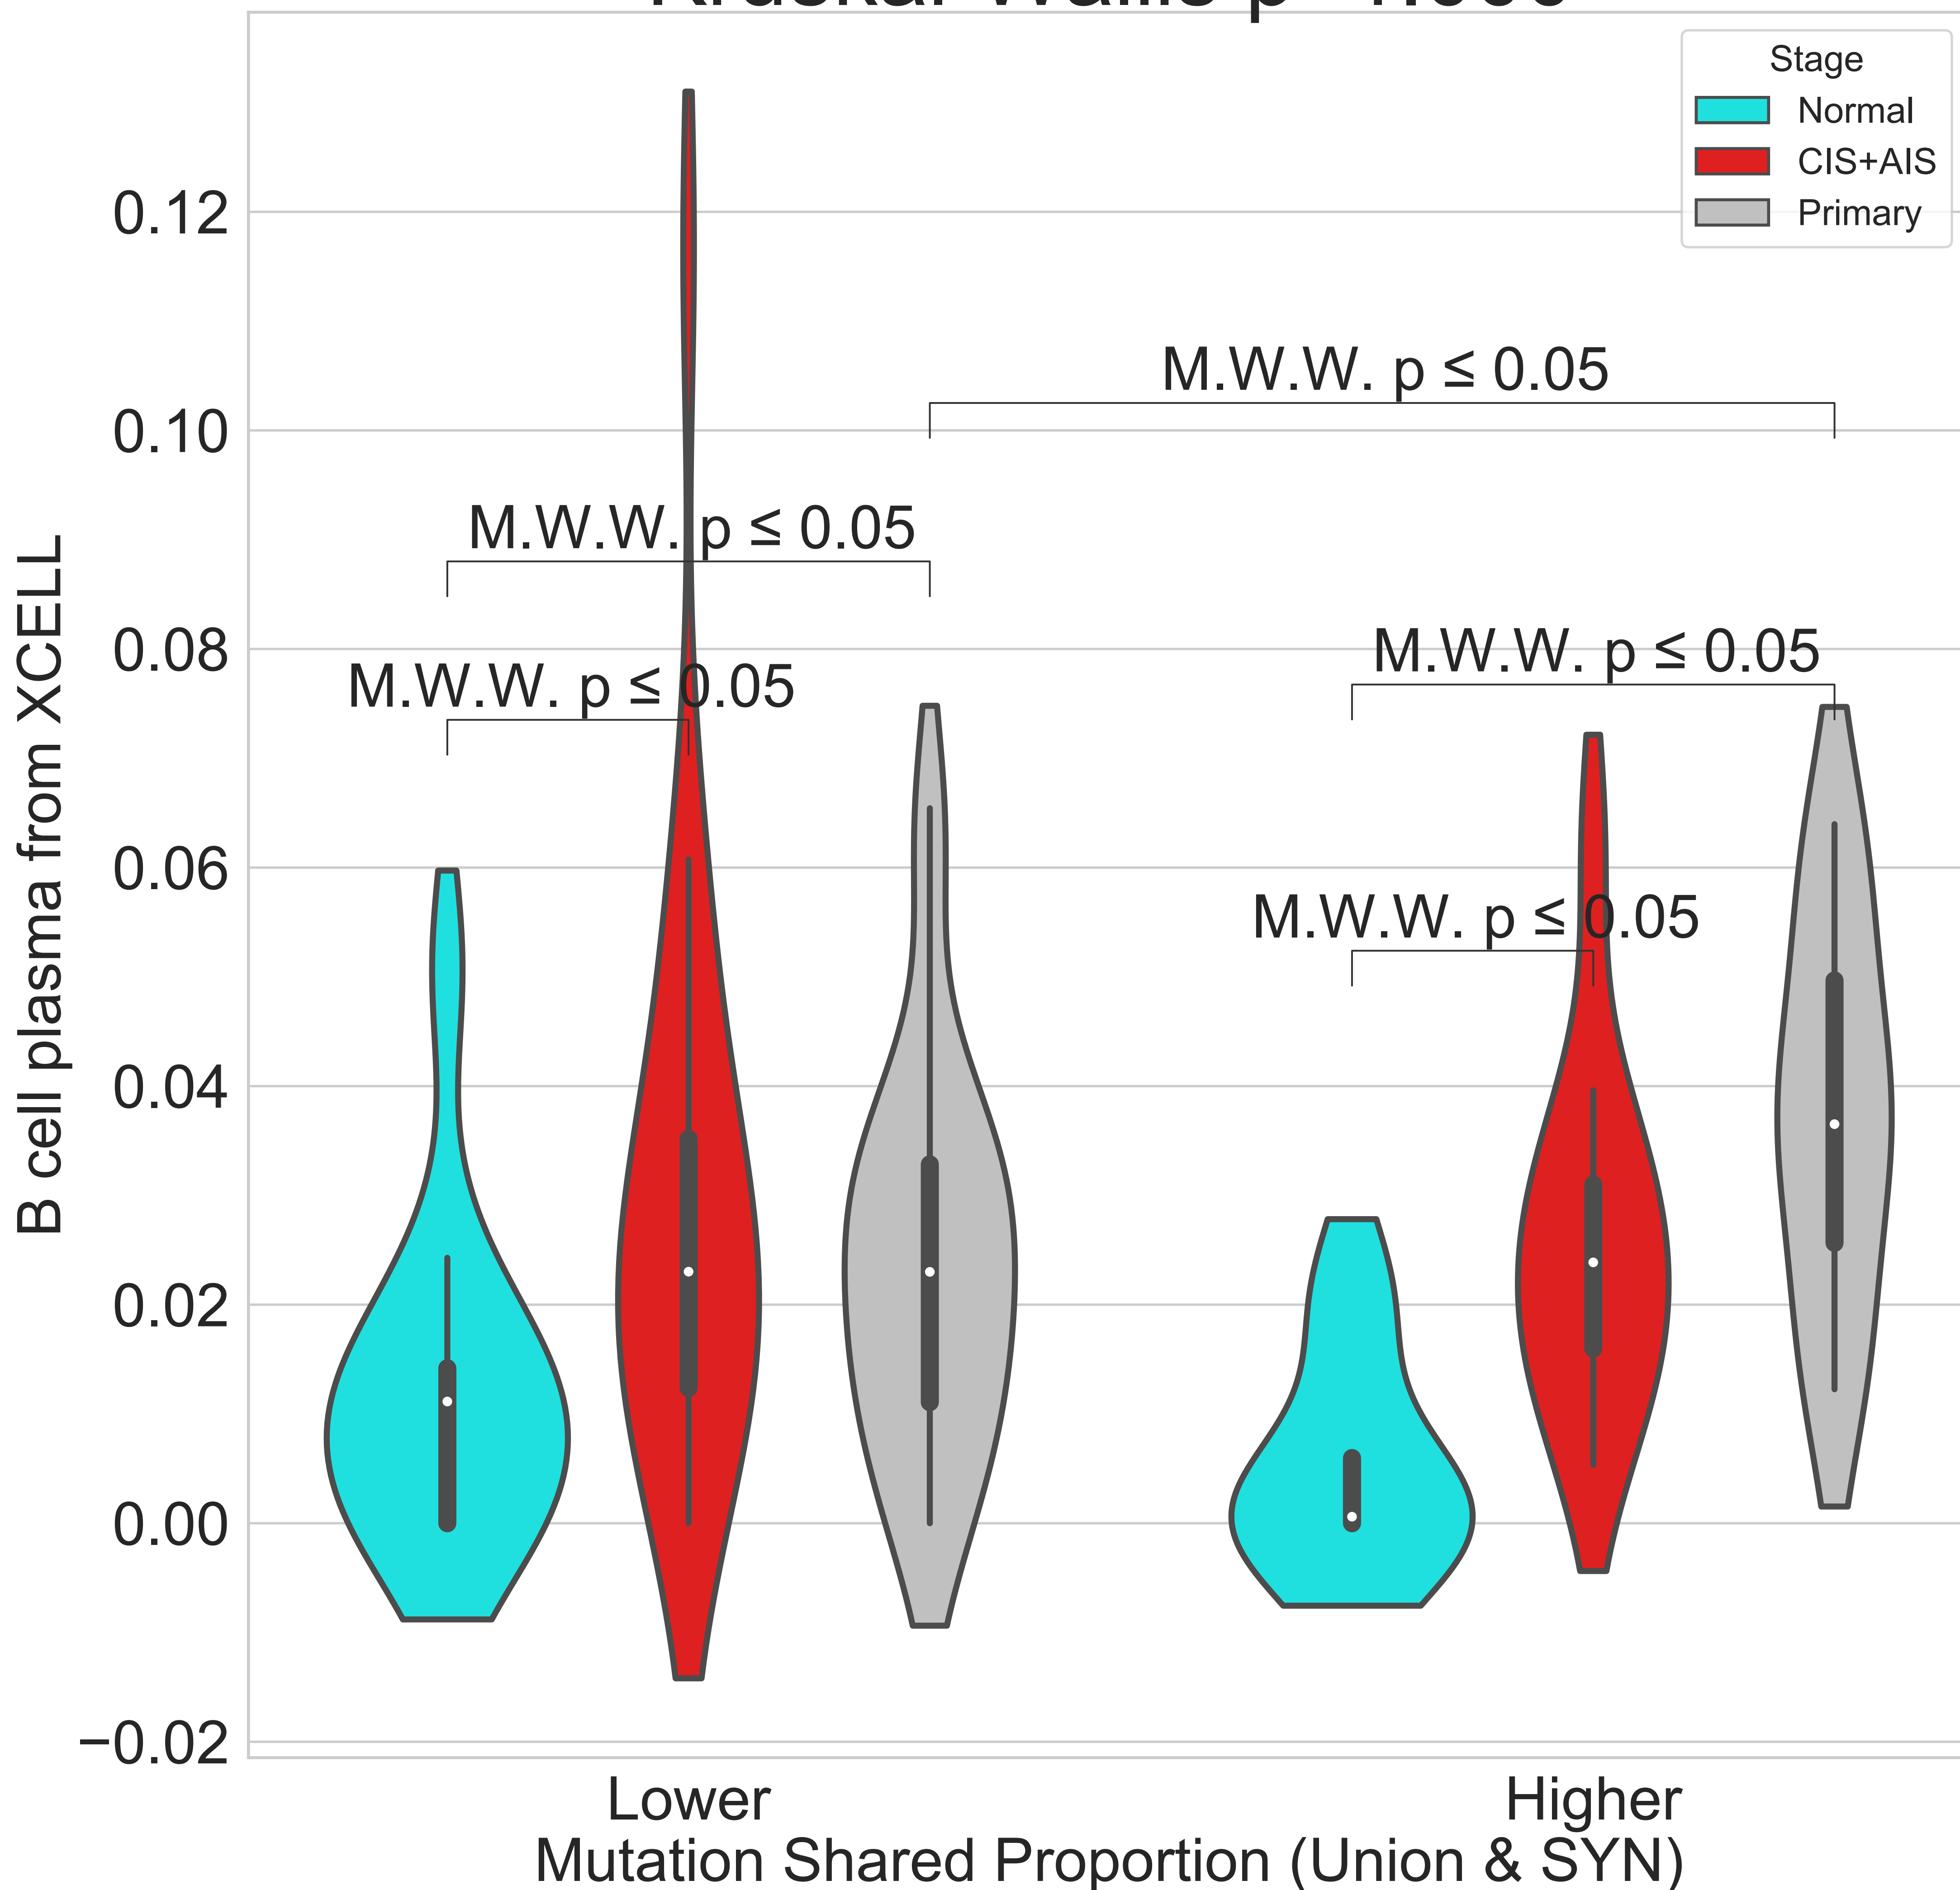 Stage
Normal
CIS+AIS
Primary
0.12
0.10
0.08
0.06
0.04
0.02
0.00
−0.02
B cell plasma from XCELL
M.W.W. p ≤ 0.05
M.W.W. p ≤ 0.05
M.W.W. p ≤ 0.05
M.W.W. p ≤ 0.05
M.W.W. p ≤ 0.05
Lower
Higher
Mutation Shared Proportion (Union & SYN)